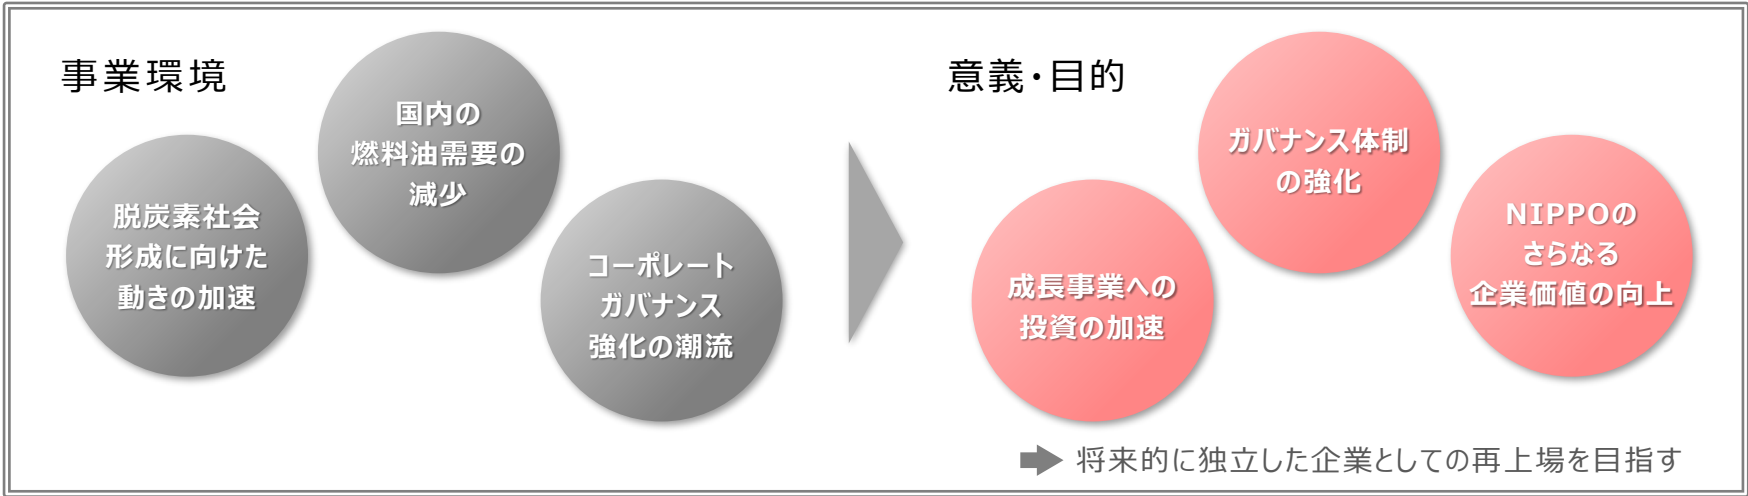 事業環境
脱炭素社会
形成に向けた
動きの加速
国内の
燃料油需要の
減少
コーポレート
ガバナンス
強化の潮流
意義・目的
成長事業への
投資の加速
ガバナンス体制
の強化
NIPPOの
さらなる
企業価値の向上
将来的に独立した企業としての再上場を目指す